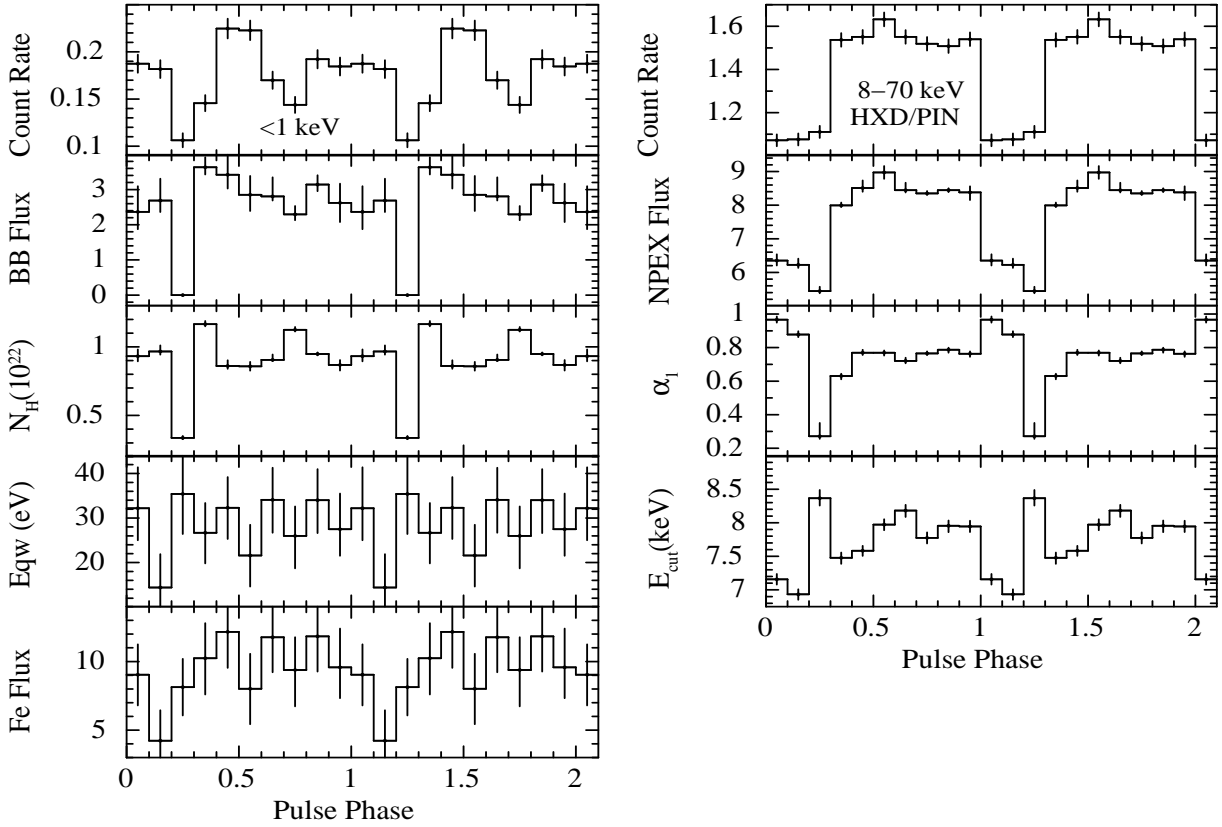 Count Rate
0.2
0.15
0.1
<1 keV
BB Flux
3
2
1
0
N_H(10^22)
1
0.5
Eqw (eV)
40
30
20
Fe Flux
10
5
0 0.5 1 1.5 2
Pulse Phase
Count Rate
1.6
1.4
1.2
8–70 keV
HXD/PIN
NPEX Flux
9
8
7
6
α_1
1
0.8
0.6
0.4
0.2
E_cut(keV)
8.5
8
7.5
7
0 0.5 1 1.5 2
Pulse Phase